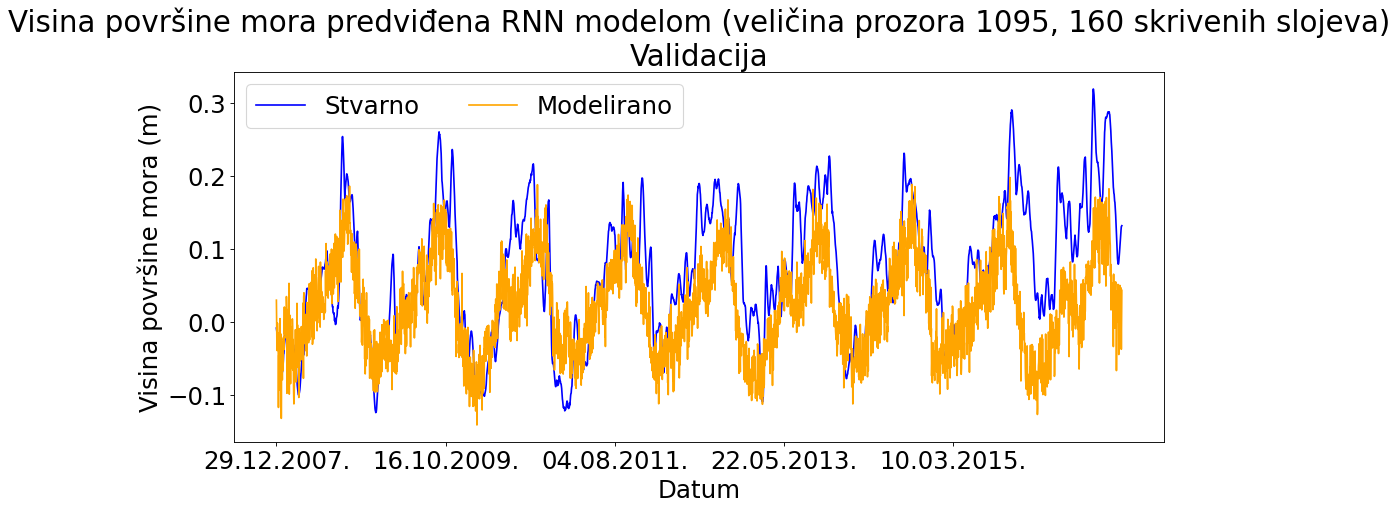 Visina površine mora predviđena RNN modelom (veličina prozora 1095, 160 skrivenih slojeva)
Validacija
Stvarno
Modelirano
Visina površine mora (m)
0.3
0.2
0.1
0.0
−0.1
29.12.2007.
16.10.2009.
04.08.2011.
22.05.2013.
10.03.2015.
Datum